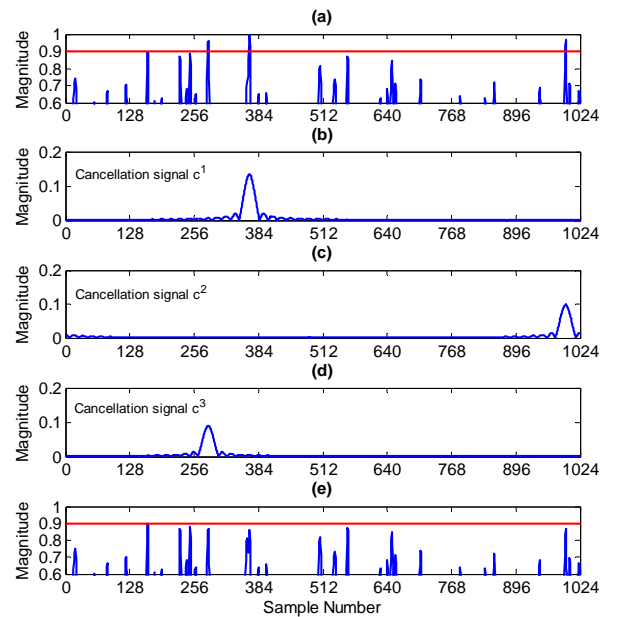 (a)
Magnitude
1
0.9
0.8
0.7
0.6
0 128 256 384 512 640 768 896 1024
(b)
Magnitude
0.2
0.1
0
Cancellation signal c^1
0 128 256 384 512 640 768 896 1024
(c)
Magnitude
0.2
0.1
0
Cancellation signal c^2
0 128 256 384 512 640 768 896 1024
(d)
Magnitude
0.2
0.1
0
Cancellation signal c^3
0 128 256 384 512 640 768 896 1024
(e)
Magnitude
1
0.9
0.8
0.7
0.6
0 128 256 384 512 640 768 896 1024
Sample Number